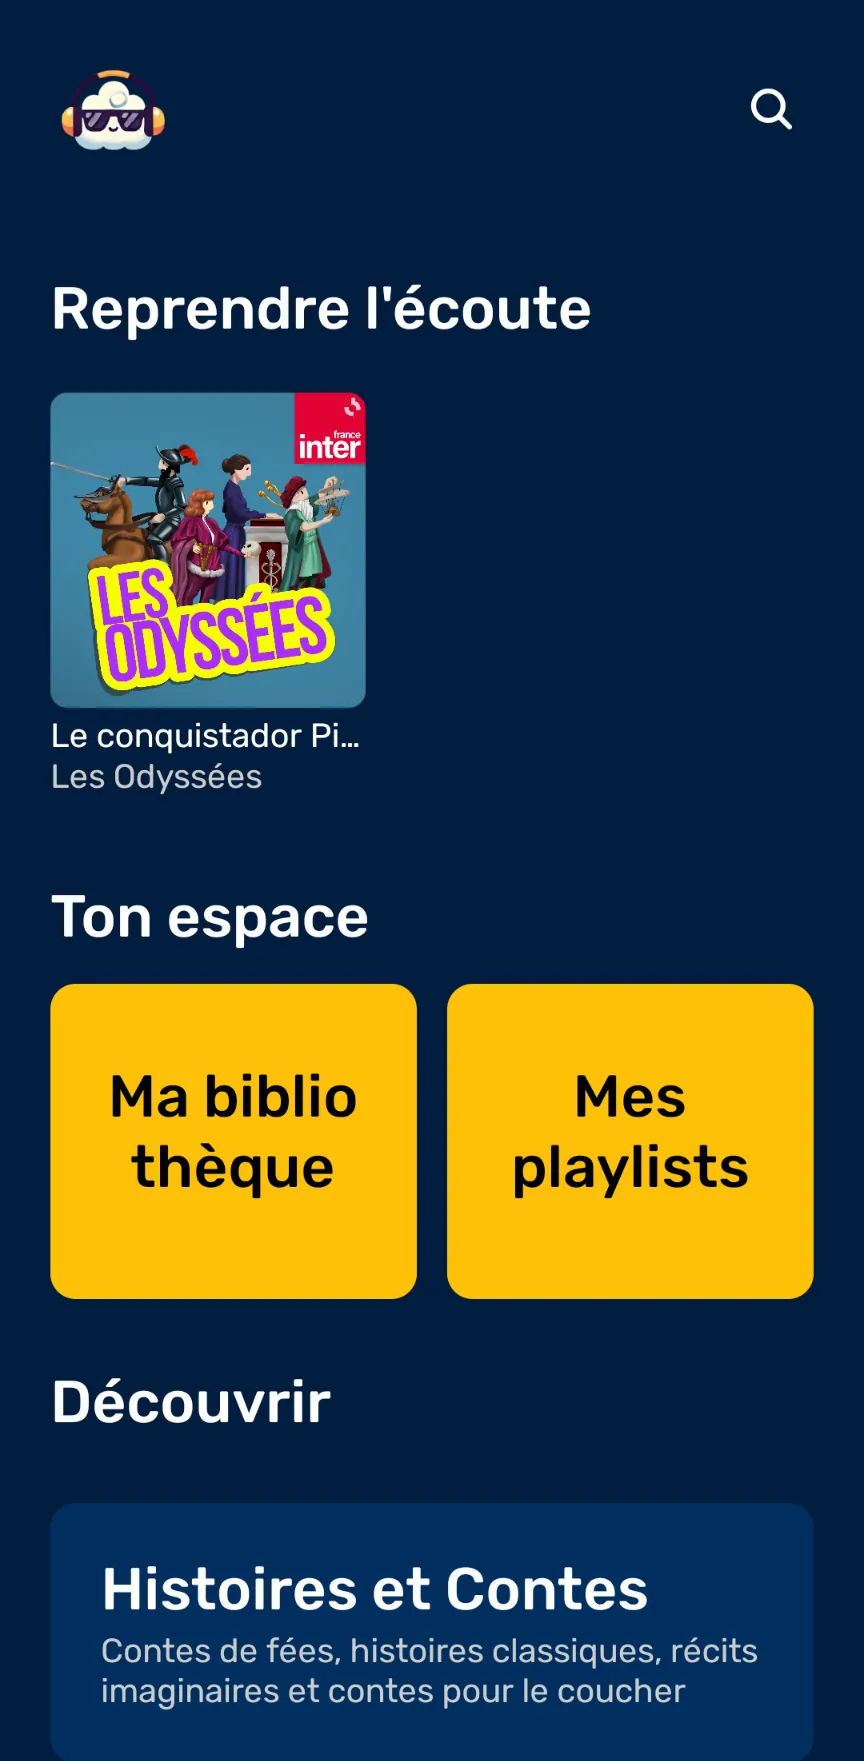 Reprendre l'écoute
france
inter
LES
ODYSSÉES
Le conquistador Pi...
Les Odyssées
Ton espace
Ma biblio
thèque
Mes
playlists
Découvrir
Histoires et Contes
Contes de fées, histoires classiques, récits
imaginaires et contes pour le coucher